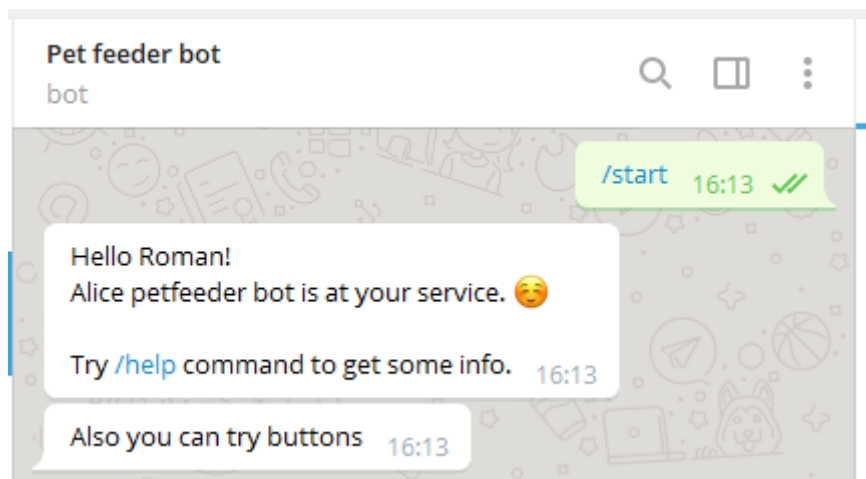 Pet feeder bot
bot
/start 16:13
Hello Roman!
Alice petfeeder bot is at your service. ☺️
Try /help command to get some info. 16:13
Also you can try buttons 16:13